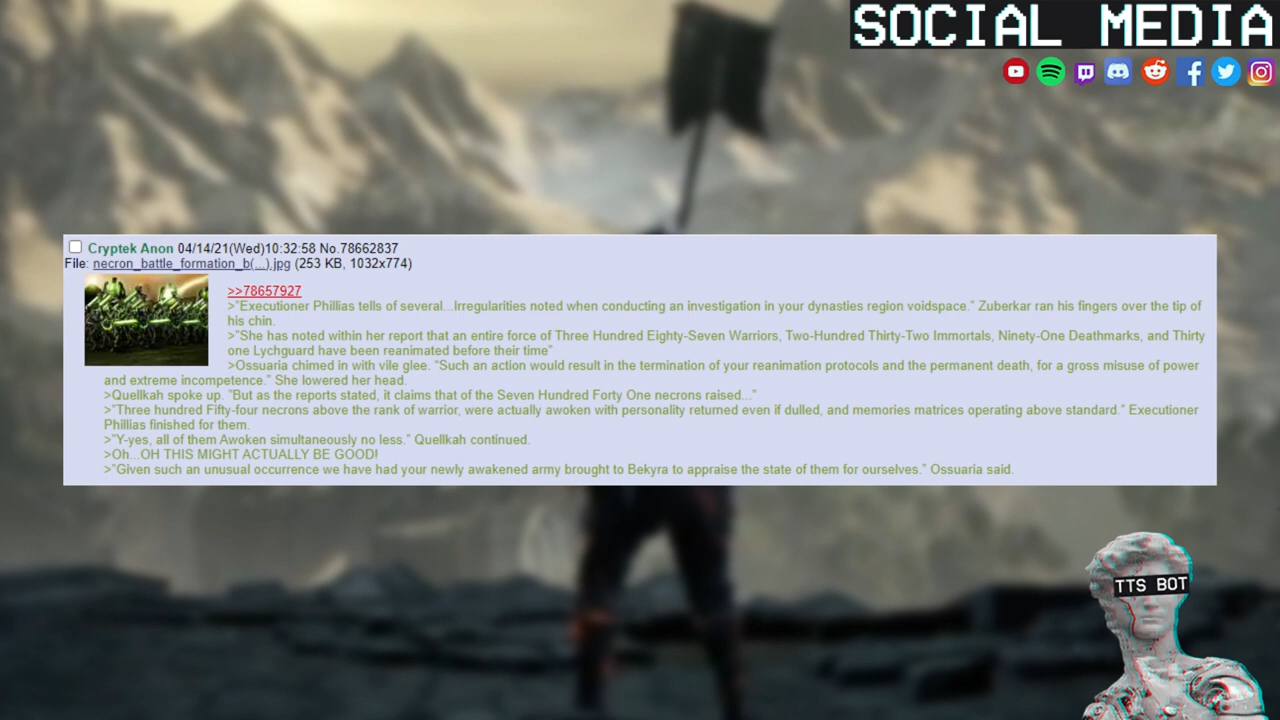 SOCIAL MEDIA
Cryptek Anon 04/14/21(Wed)10:32:58 No.78662837
File: necron_battle_formation_b(...).jpg (253 KB, 1032x774)
>>78657927
>"Executioner Phillias tells of several...Irregularities noted when conducting an investigation in your dynasties region voidspace." Zuberkar ran his fingers over the tip of
his chin.
>"She has noted within her report that an entire force of Three Hundred Eighty-Seven Warriors, Two-Hundred Thirty-Two Immortals, Ninety-One Deathmarks, and Thirty
one Lychguard have been reanimated before their time"
>Ossuaria chimed in with vile glee. "Such an action would result in the termination of your reanimation protocols and the permanent death, for a gross misuse of power
and extreme incompetence." She lowered her head.
>Quellkah spoke up. "But as the reports stated, it claims that of the Seven Hundred Forty One necrons raised..."
>"Three hundred Fifty-four necrons above the rank of warrior, were actually awoken with personality returned even if dulled, and memories matrices operating above standard." Executioner
Phillias finished for them.
>"Y-yes, all of them Awoken simultaneously no less." Quellkah continued.
>Oh...OH THIS MIGHT ACTUALLY BE GOOD!
>"Given such an unusual occurrence we have had your newly awakened army brought to Bekyra to appraise the state of them for ourselves." Ossuaria said.
TTS BOT